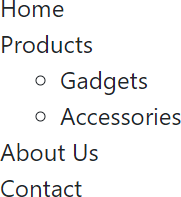 Home
Products
Gadgets
Accessories
About Us
Contact